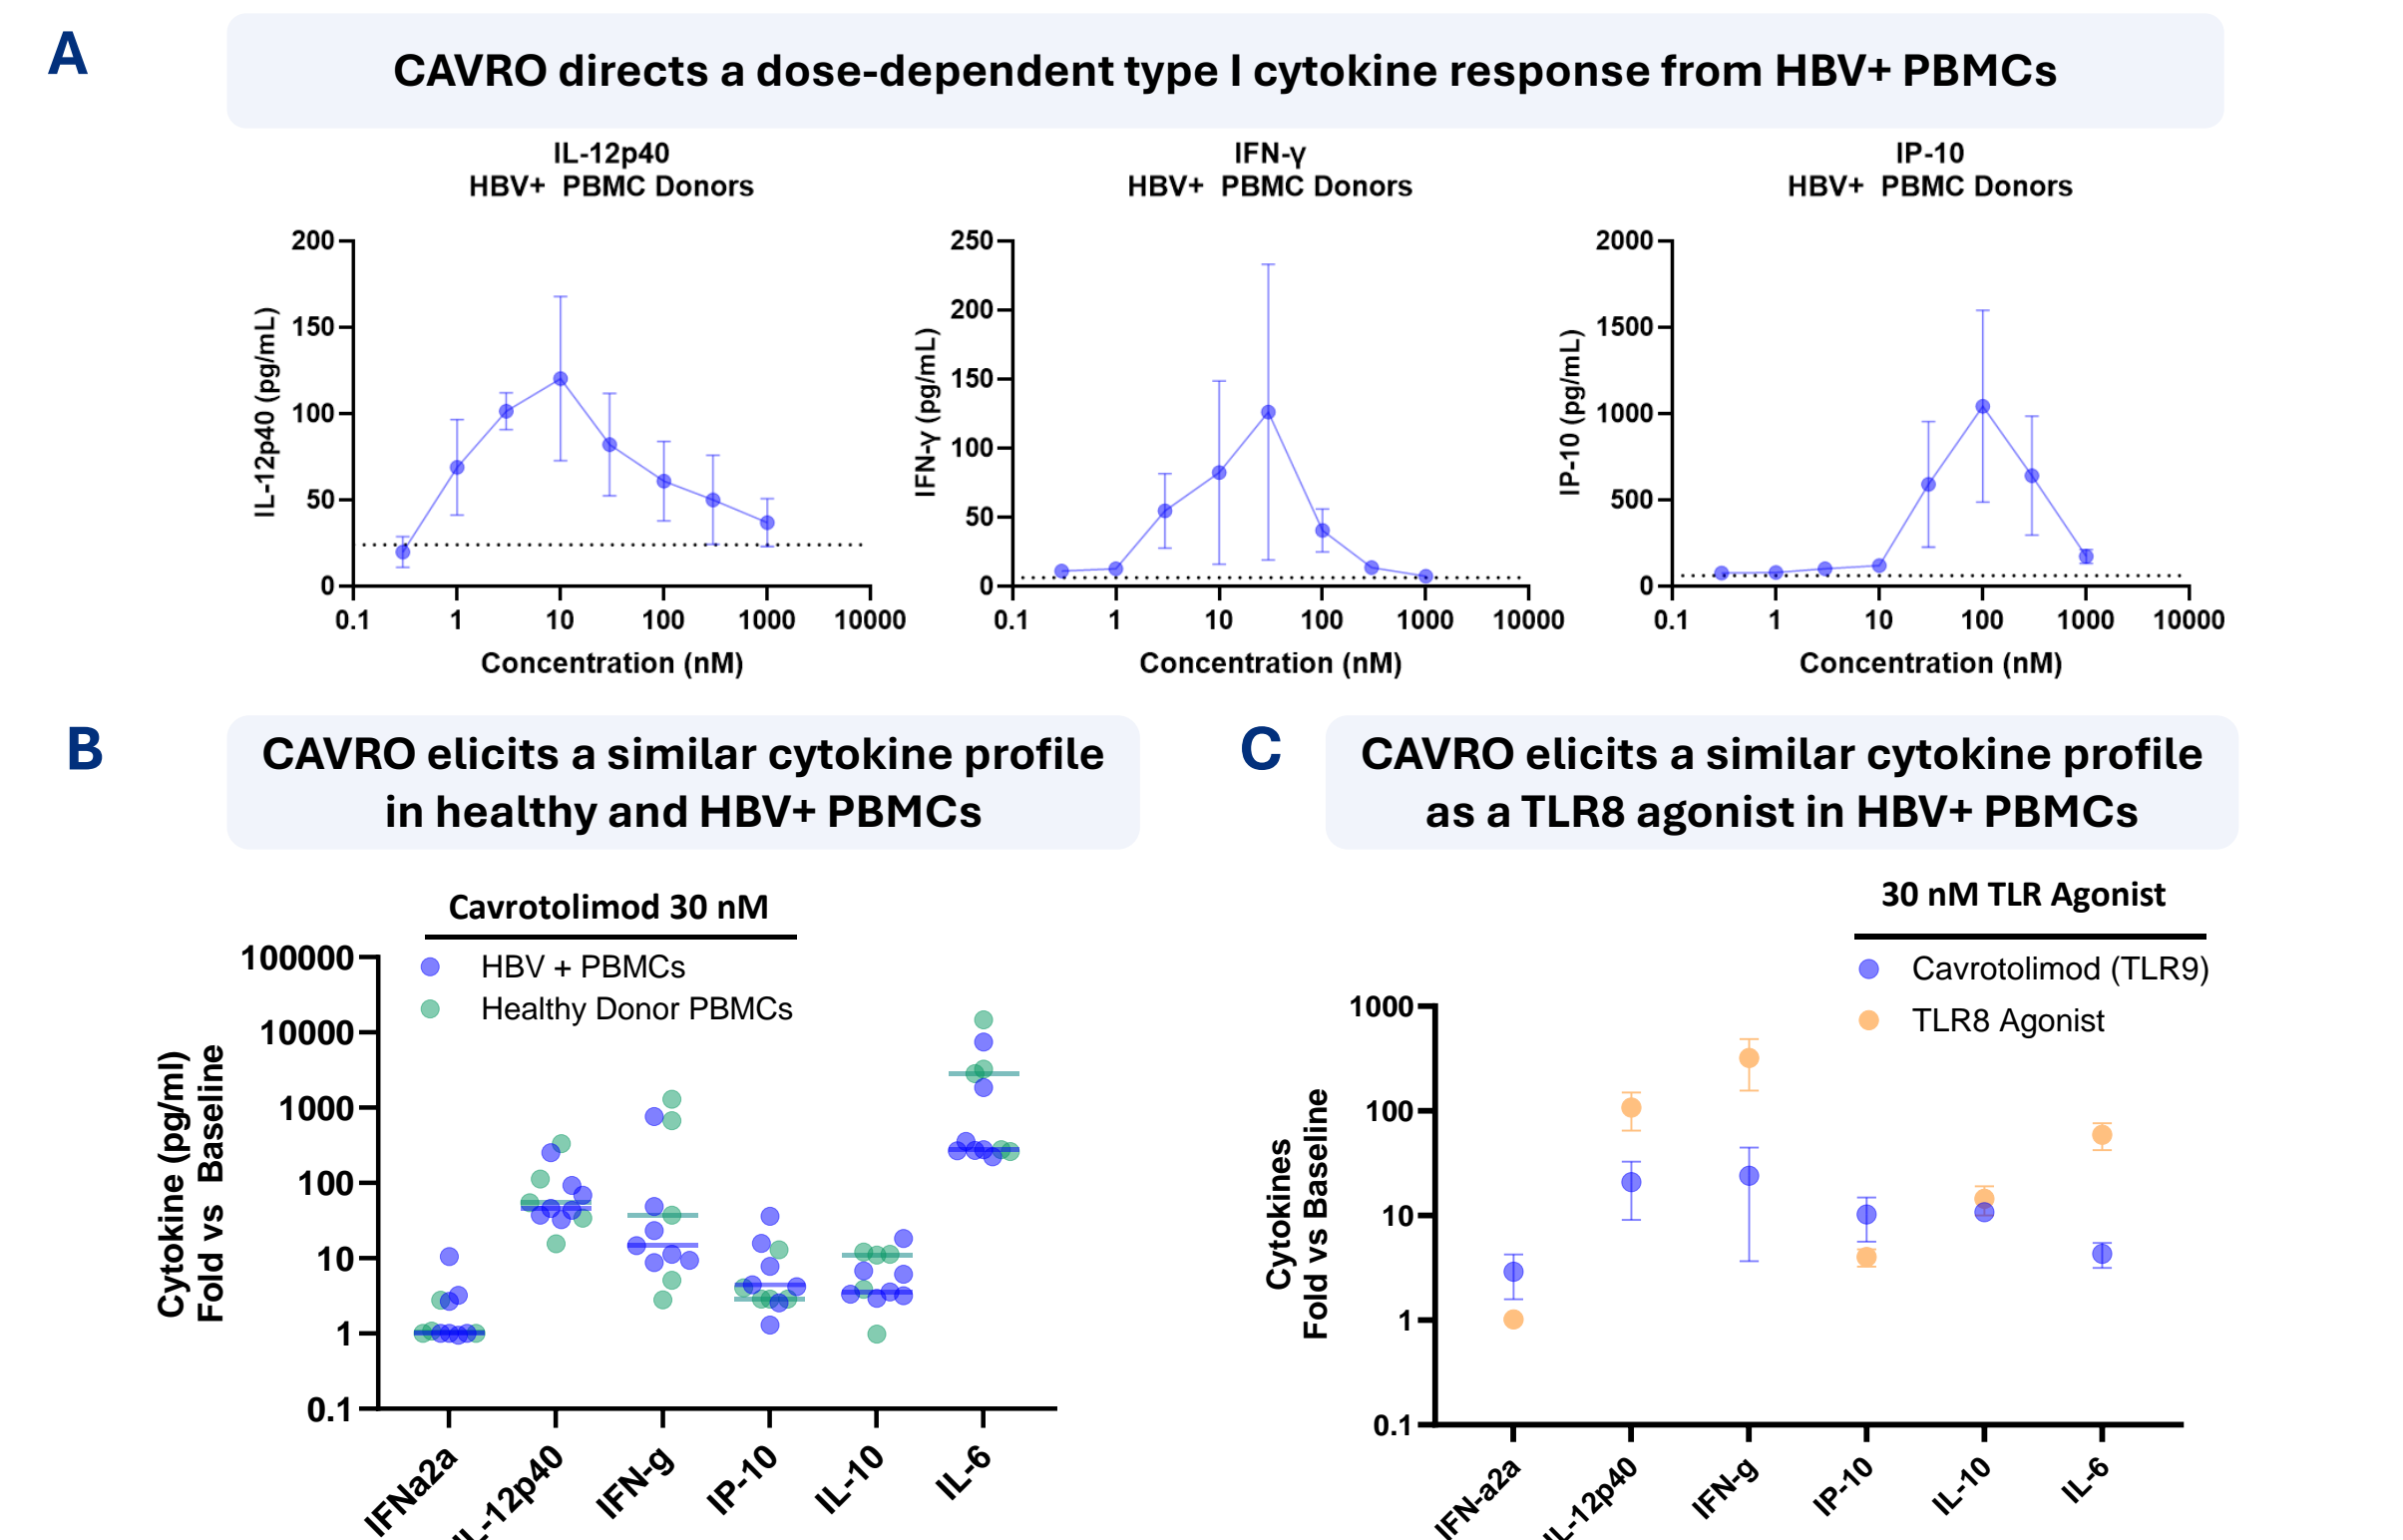 A
CAVRO directs a dose-dependent type I cytokine response from HBV+ PBMCs
IL-12p40
HBV+ PBMC Donors
IL-12p40 (pg/mL)
200
150
100
50
0
0.1 1 10 100 1000 10000
Concentration (nM)
IFN-γ
HBV+ PBMC Donors
IFN-γ (pg/mL)
250
200
150
100
50
0
0.1 1 10 100 1000 10000
Concentration (nM)
IP-10
HBV+ PBMC Donors
IP-10 (pg/mL)
2000
1500
1000
500
0
0.1 1 10 100 1000 10000
Concentration (nM)
B
CAVRO elicits a similar cytokine profile
in healthy and HBV+ PBMCs
Cavrotolimod 30 nM
HBV + PBMCs
Healthy Donor PBMCs
Cytokine (pg/ml)
Fold vs Baseline
100000
10000
1000
100
10
1
0.1
IFNa2a
IL-12p40
IFN-g
IP-10
IL-10
IL-6
C
CAVRO elicits a similar cytokine profile
as a TLR8 agonist in HBV+ PBMCs
30 nM TLR Agonist
Cavrotolimod (TLR9)
TLR8 Agonist
Cytokines
Fold vs Baseline
1000
100
10
1
0.1
IFN-a2a
IL-12p40
IFN-g
IP-10
IL-10
IL-6